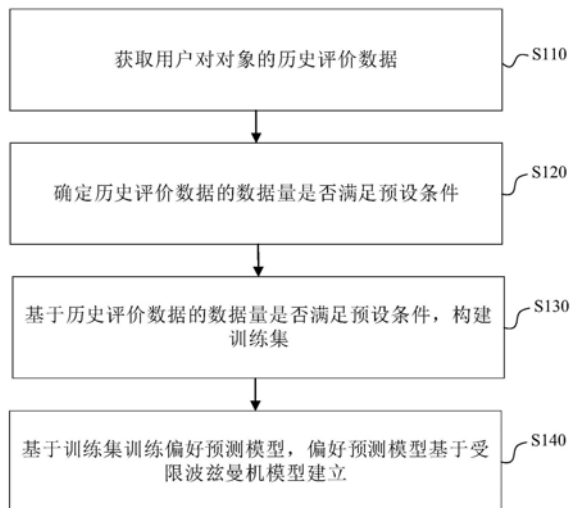 获取用户对对象的历史评价数据
S110
确定历史评价数据的数据量是否满足预设条件
S120
基于历史评价数据的数据量是否满足预设条件，构建
训练集
S130
基于训练集训练偏好预测模型，偏好预测模型基于受
限波兹曼机模型建立
S140